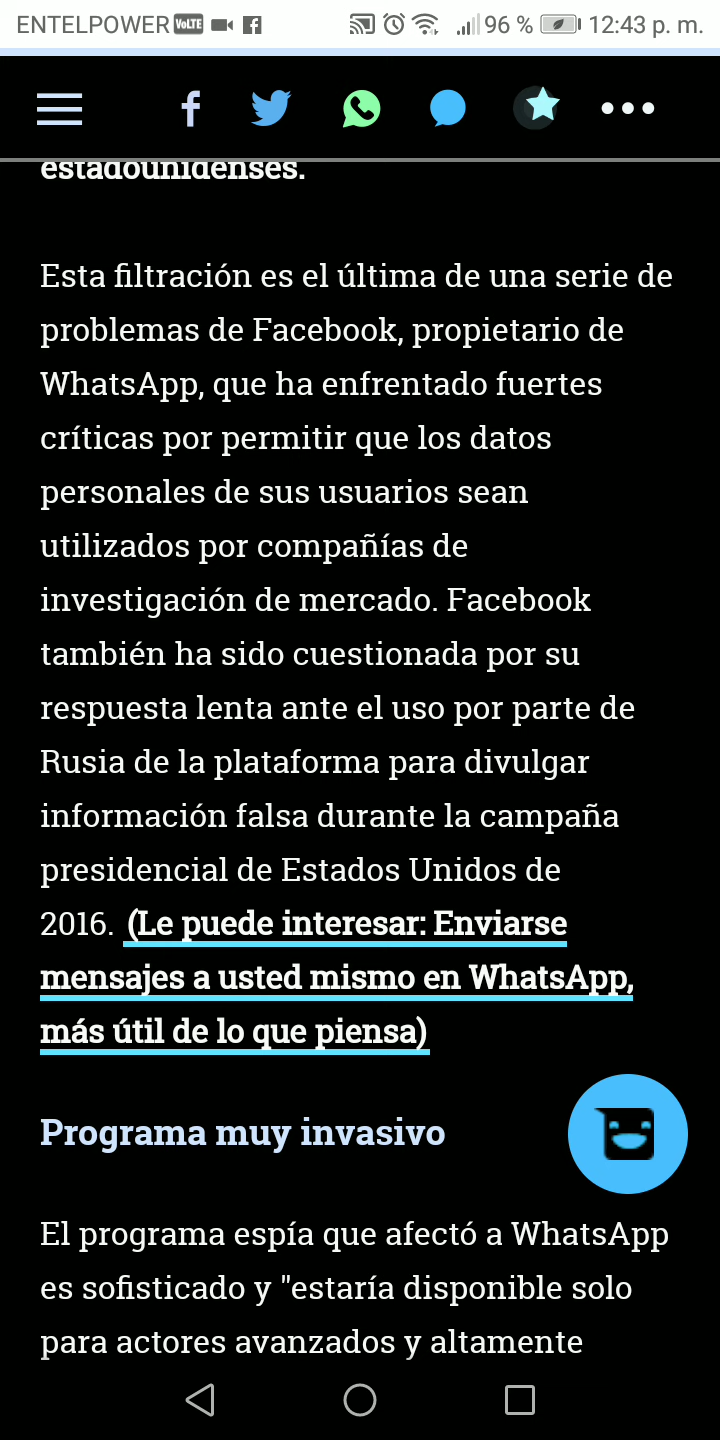 ENTELPOWER VoLTE 96 % 12:43 p. m.
estadounidenses.
Esta filtración es el última de una serie de
problemas de Facebook, propietario de
WhatsApp, que ha enfrentado fuertes
críticas por permitir que los datos
personales de sus usuarios sean
utilizados por compañías de
investigación de mercado. Facebook
también ha sido cuestionada por su
respuesta lenta ante el uso por parte de
Rusia de la plataforma para divulgar
información falsa durante la campaña
presidencial de Estados Unidos de
2016. (Le puede interesar: Enviarse
mensajes a usted mismo en WhatsApp,
más útil de lo que piensa)
Programa muy invasivo
El programa espía que afectó a WhatsApp
es sofisticado y "estaría disponible solo
para actores avanzados y altamente